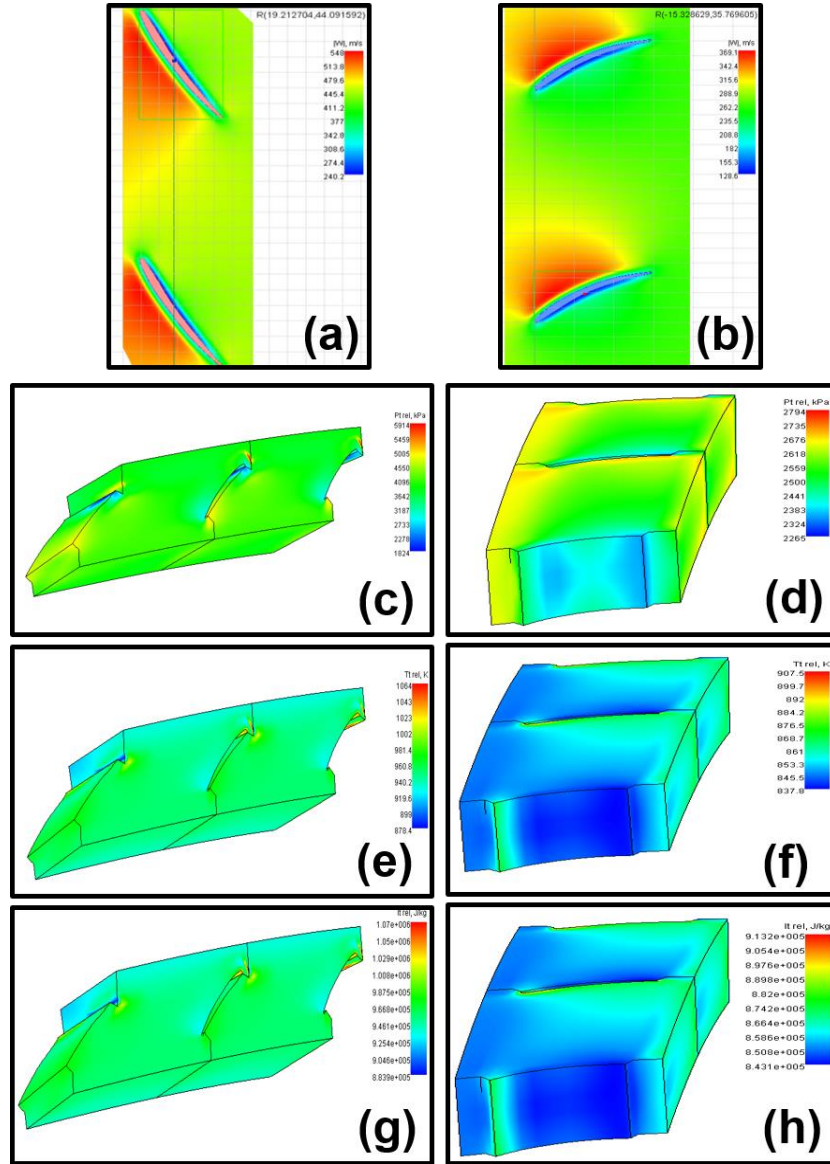 R(19.212704,44.091592)
|W|, m/s
548
513.8
479.6
445.4
411.2
377
342.8
308.6
274.4
240.2
(a)
R(-15.328629,35.769605)
|W|, m/s
369.1
342.4
315.6
288.9
262.2
235.5
208.8
182
155.3
128.6
(b)
Pt rel, kPa
5914
5459
5005
4550
4096
3642
3187
2733
2278
1824
(c)
Pt rel, kPa
2794
2735
2676
2618
2559
2500
2441
2383
2324
2265
(d)
Tt rel, K
1064
1043
1023
1002
981.4
960.8
940.2
919.6
899
878.4
(e)
Tt rel, K
907.5
899.7
892
884.2
876.5
868.7
861
853.3
845.5
837.8
(f)
It rel, J/kg
1.07e+006
1.05e+006
1.029e+006
1.008e+006
9.875e+005
9.668e+005
9.461e+005
9.254e+005
9.046e+005
8.839e+005
(g)
It rel, J/kg
9.132e+005
9.054e+005
8.976e+005
8.898e+005
8.82e+005
8.742e+005
8.664e+005
8.586e+005
8.508e+005
8.431e+005
(h)